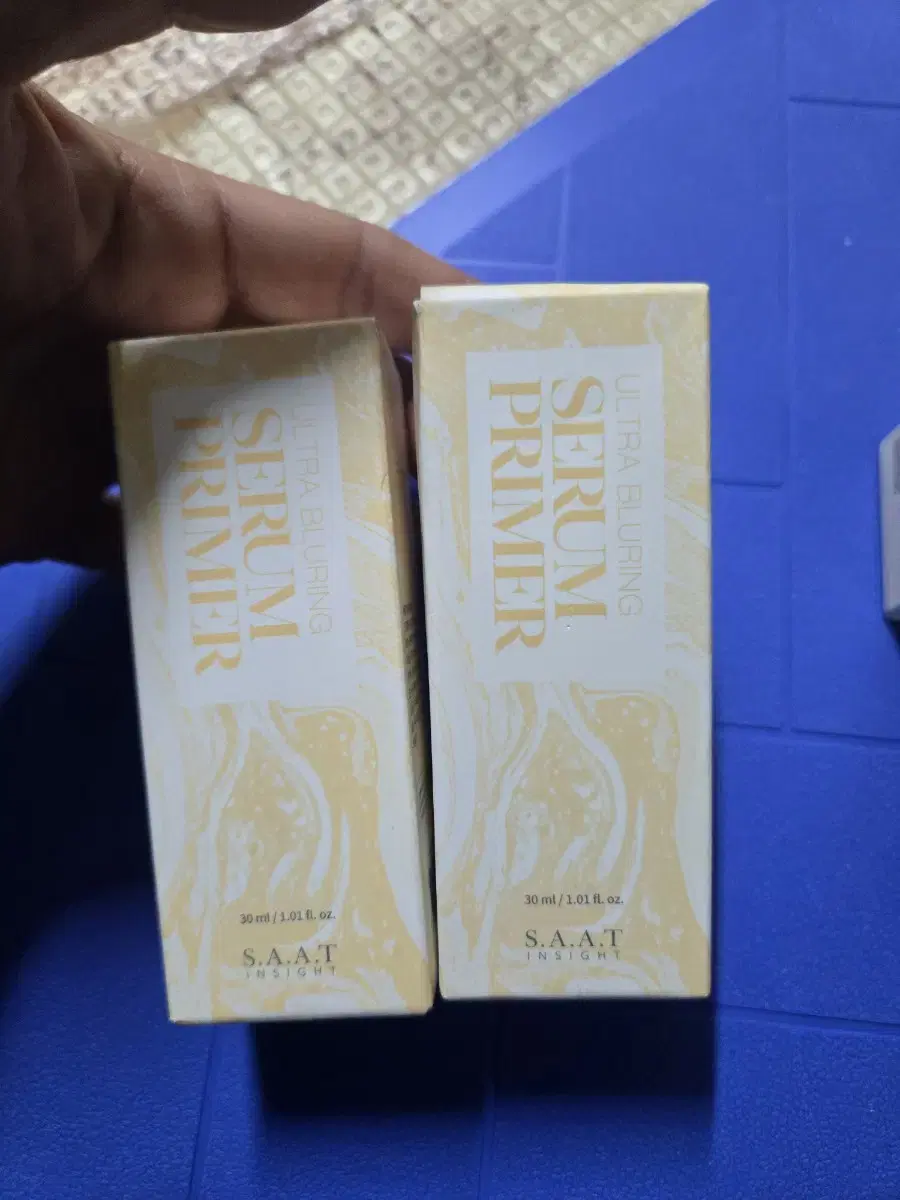 ULTRA BLURING
SERUM
PRIMER
30 ml / 1.01 fl. oz.
S.A.A.T
INSIGHT
ULTRA BLURING
SERUM
PRIMER
30 ml / 1.01 fl. oz.
S.A.A.T
INSIGHT